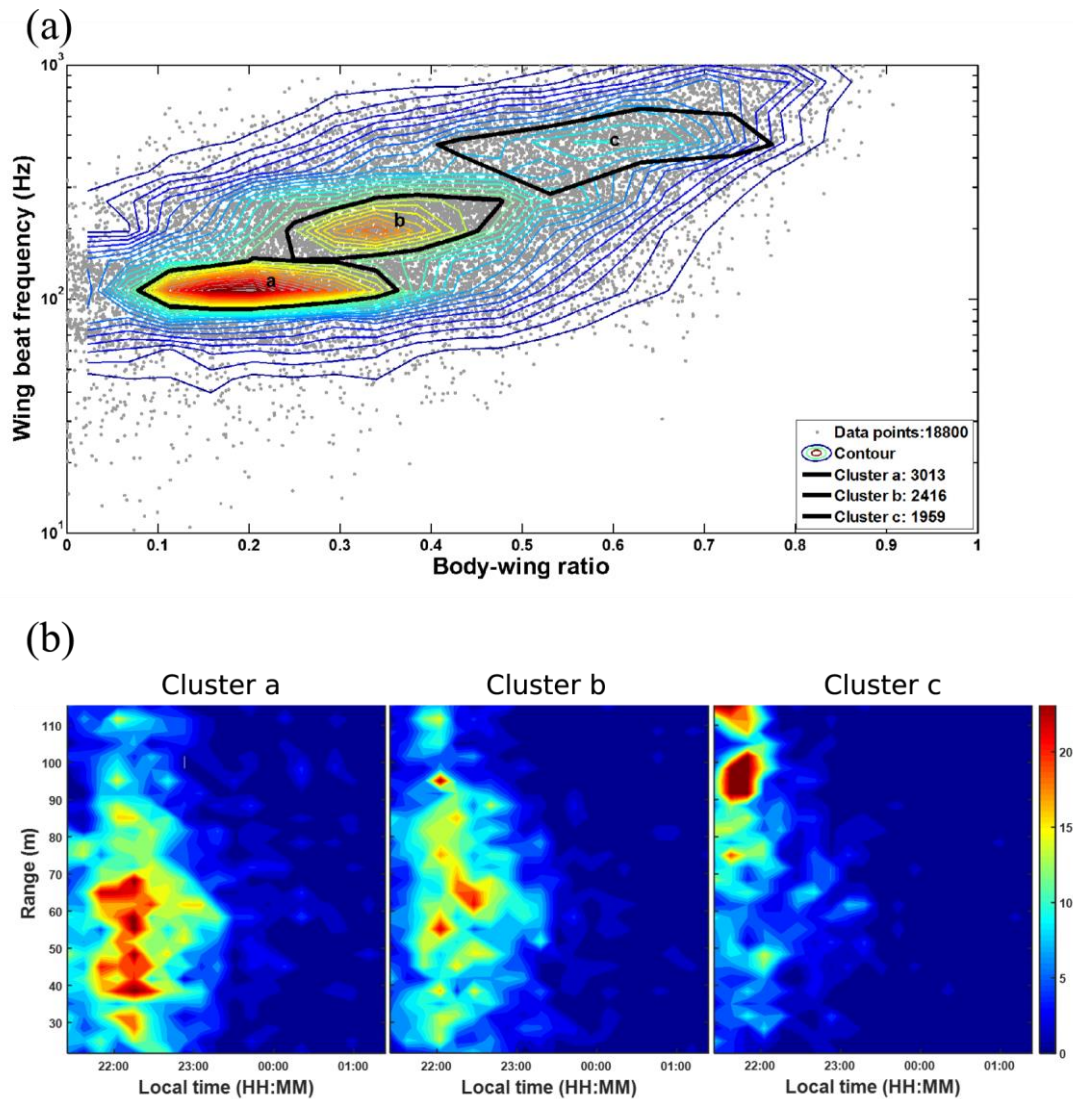 (a)
10³
10²
10¹
Wing beat frequency (Hz)
a
b
c
Data points:18800
Contour
Cluster a: 3013
Cluster b: 2416
Cluster c: 1959
0 0.1 0.2 0.3 0.4 0.5 0.6 0.7 0.8 0.9 1
Body-wing ratio
(b)
Cluster a Cluster b Cluster c
110
100
90
80
70
60
50
40
30
Range (m)
20
15
10
5
0
22:00 23:00 00:00 01:00 22:00 23:00 00:00 01:00 22:00 23:00 00:00 01:00
Local time (HH:MM) Local time (HH:MM) Local time (HH:MM)